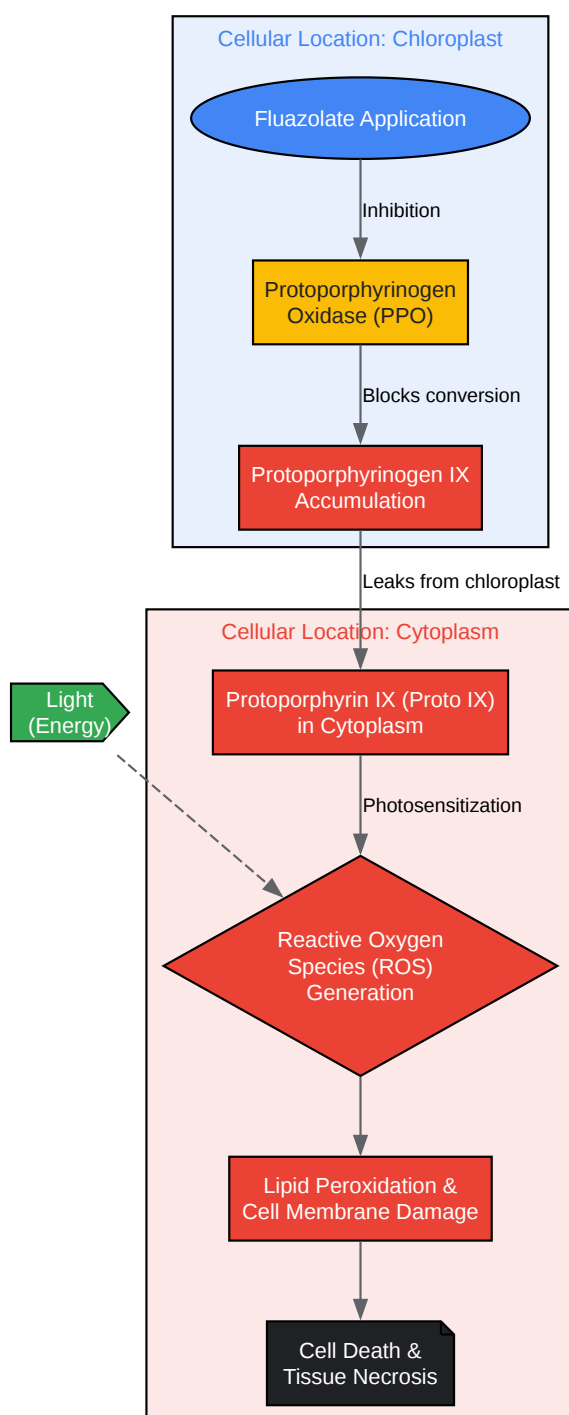 Cellular Location: Chloroplast
Fluazolate Application
Inhibition
Protoporphyrinogen
Oxidase (PPO)
Blocks conversion
Protoporphyrinogen IX
Accumulation
Leaks from chloroplast
Cellular Location: Cytoplasm
Light
(Energy)
Protoporphyrin IX (Proto IX)
in Cytoplasm
Photosensitization
Reactive Oxygen
Species (ROS)
Generation
Lipid Peroxidation &
Cell Membrane Damage
Cell Death &
Tissue Necrosis